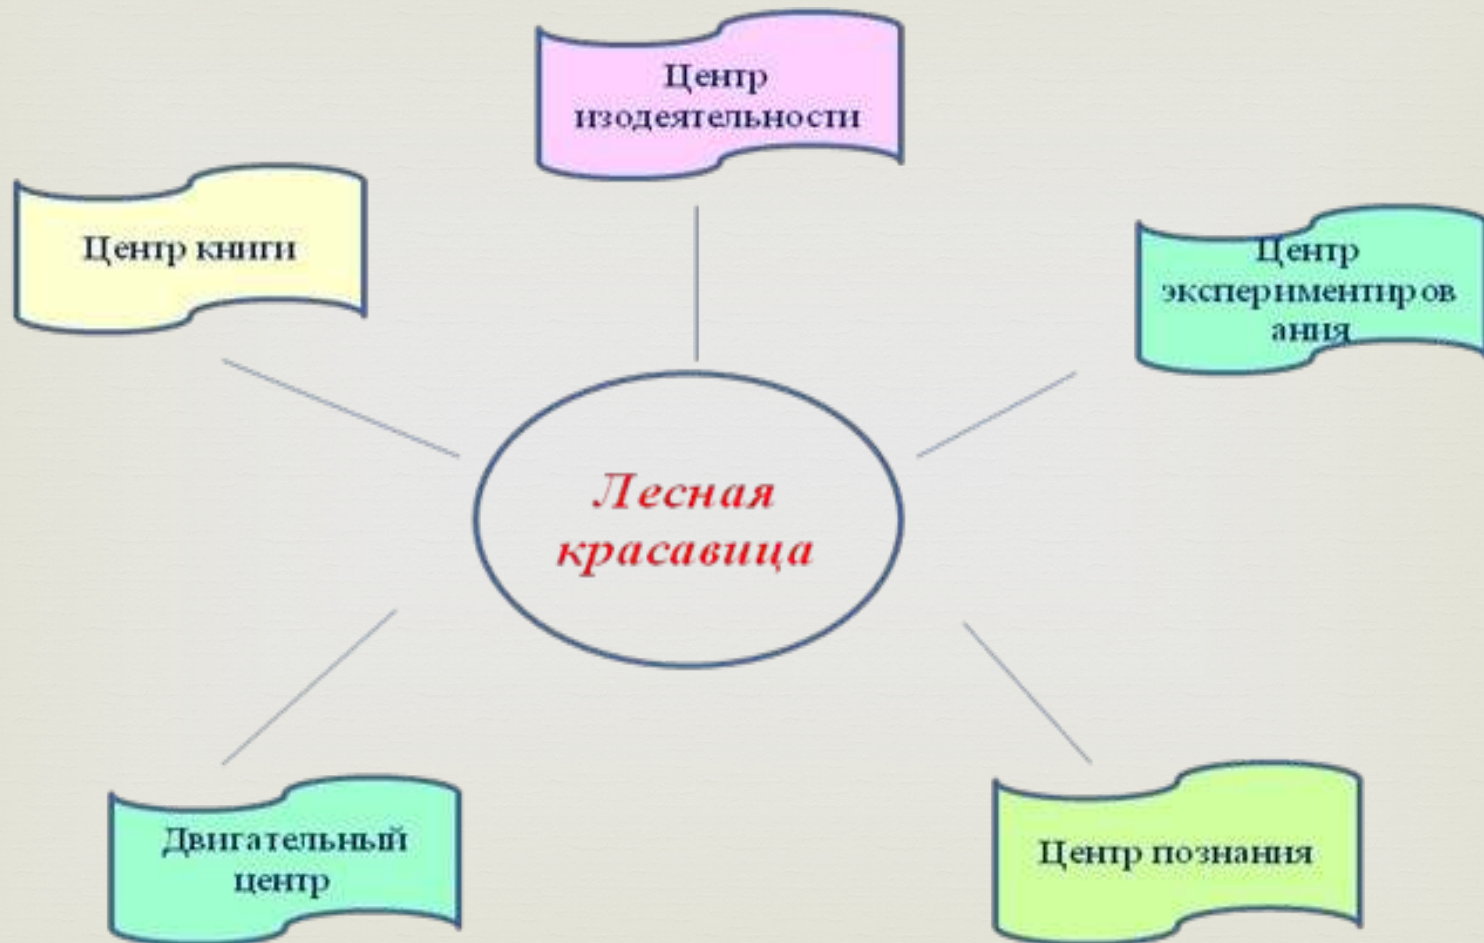 Центр
изодеятельности
Центр книги
Центр
экспериментиров
ания
Лесная
красавица
Двигательный
центр
Центр познания